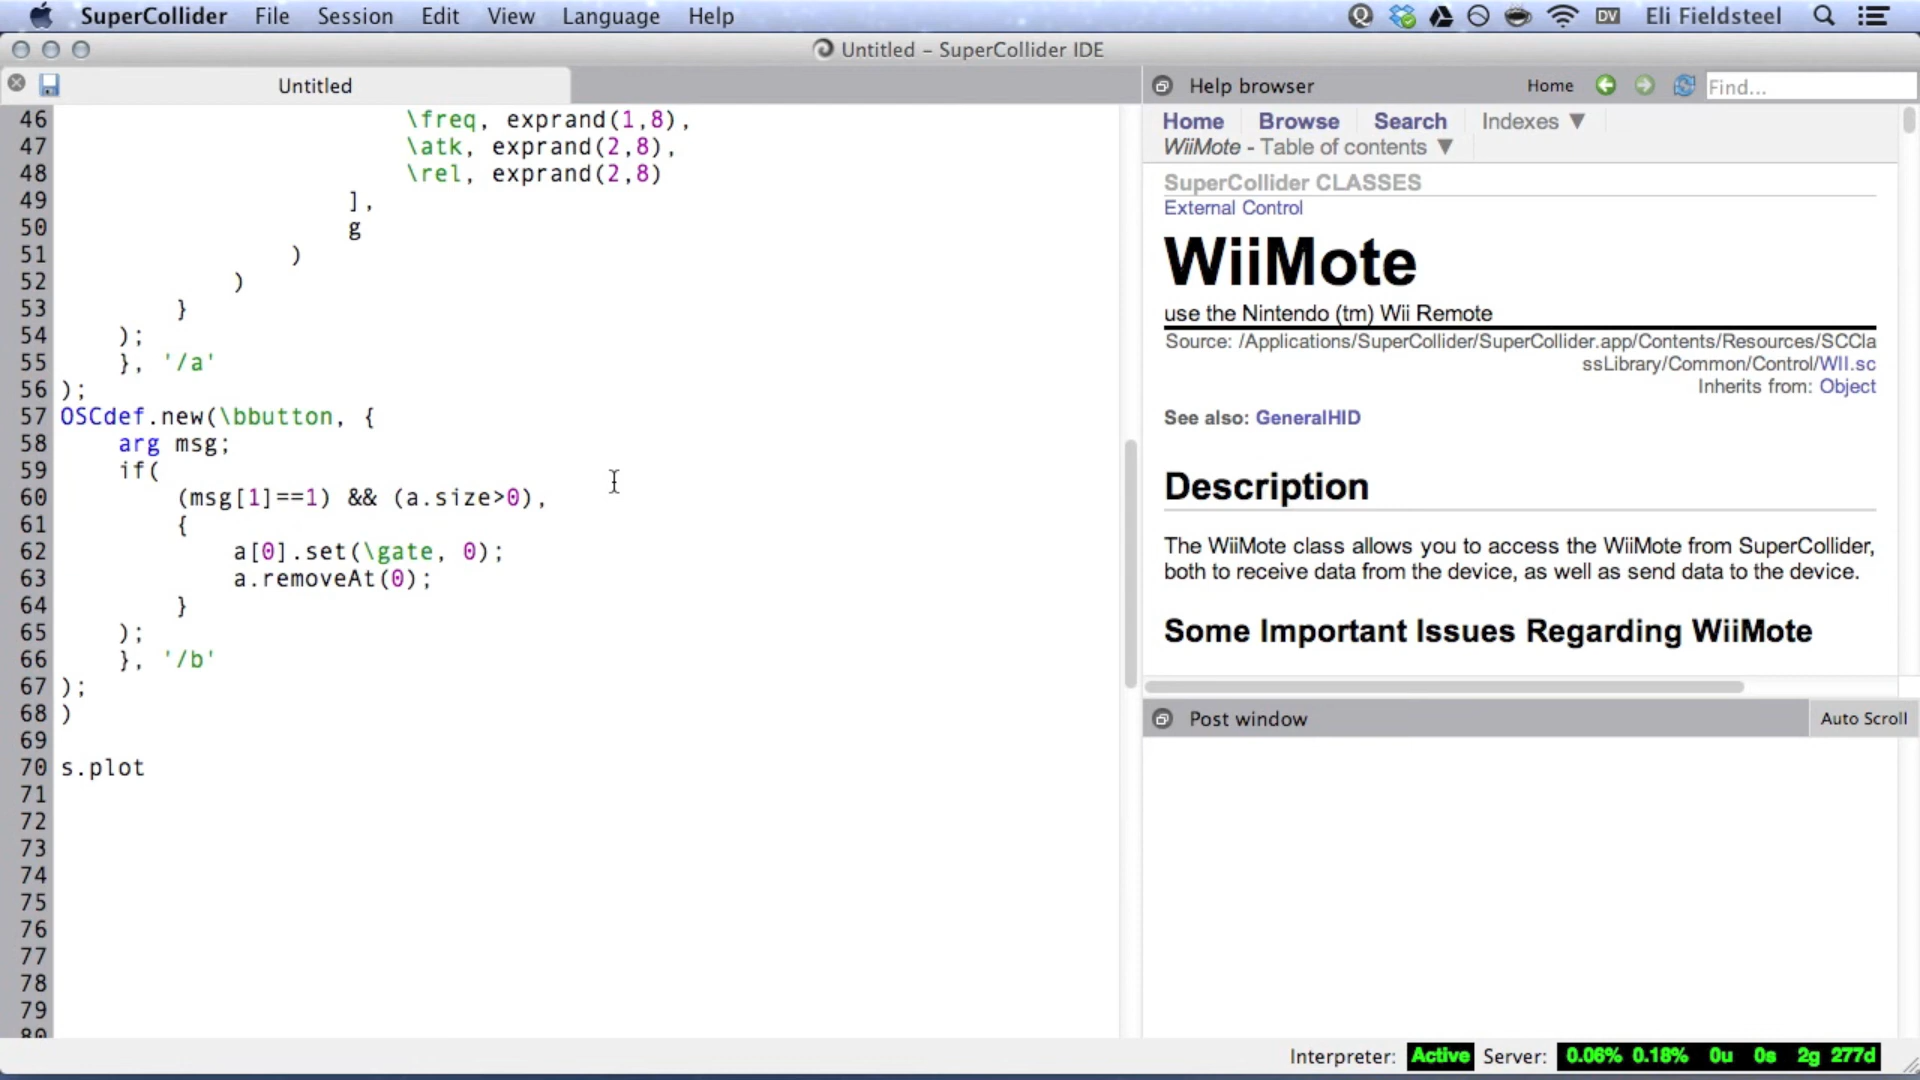 SuperCollider File Session Edit View Language Help DV Eli Fieldsteel
Untitled – SuperCollider IDE
Untitled
46 \freq, exprand(1,8),
47 \atk, exprand(2,8),
48 \rel, exprand(2,8)
49 ],
50 g
51 )
52 )
53 }
54 );
55 }, '/a'
56 );
57 OSCdef.new(\bbutton, {
58 arg msg;
59 if(
60 (msg[1]==1) && (a.size>0),
61 {
62 a[0].set(\gate, 0);
63 a.removeAt(0);
64 }
65 );
66 }, '/b'
67 );
68 )
69
70 s.plot
71
72
73
74
75
76
77
78
79
80
Help browser Home Find...
Home Browse Search Indexes ▼
WiiMote - Table of contents ▼
SuperCollider CLASSES
External Control
WiiMote
use the Nintendo (tm) Wii Remote
Source: /Applications/SuperCollider/SuperCollider.app/Contents/Resources/SCCla
ssLibrary/Common/Control/WII.sc
Inherits from: Object
See also: GeneralHID
Description
The WiiMote class allows you to access the WiiMote from SuperCollider,
both to receive data from the device, as well as send data to the device.
Some Important Issues Regarding WiiMote
Post window Auto Scroll
Interpreter: Active Server: 0.06% 0.18% 0u 0s 2g 277d